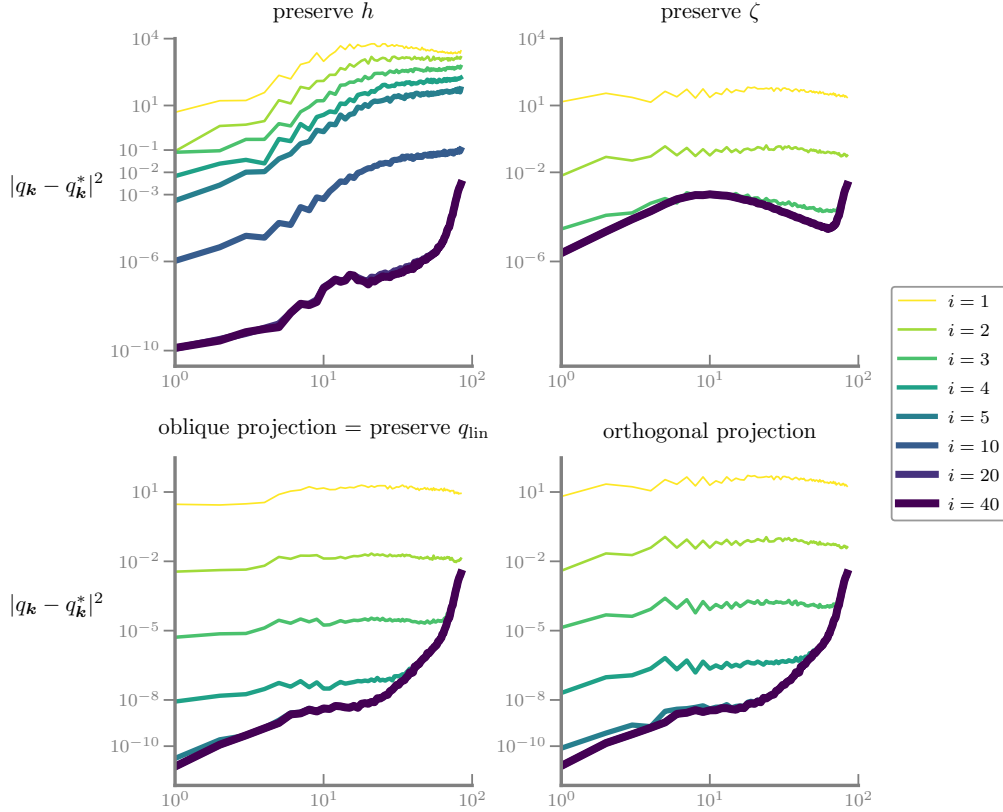 preserve h
preserve ζ
|q_k − q_k^*|^2
10^4
10^1
10^−1
10^−2
10^−3
10^−6
10^−10
10^0
10^1
10^2
10^1
10^−2
10^−6
10^0
10^1
10^2
i = 1
i = 2
i = 3
i = 4
i = 5
i = 10
i = 20
i = 40
oblique projection = preserve q_lin
orthogonal projection
|q_k − q_k^*|^2
10^1
10^−2
10^−5
10^−8
10^−10
10^0
10^1
10^2
10^1
10^−2
10^−5
10^−8
10^−10
10^0
10^1
10^2